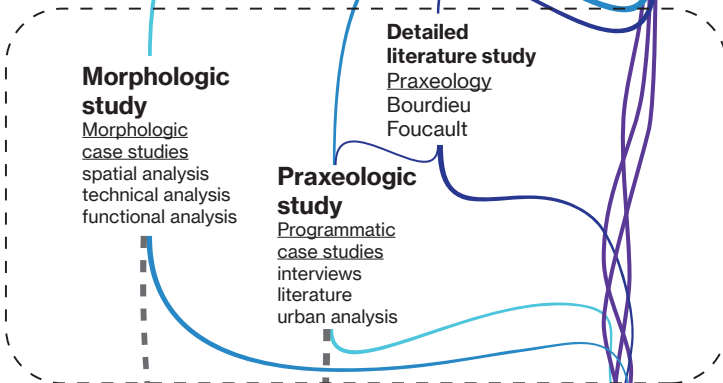 Morphologic
study
Morphologic
case studies
spatial analysis
technical analysis
functional analysis
Detailed
literature study
Praxeology
Bourdieu
Foucault
Praxeologic
study
Programmatic
case studies
interviews
literature
urban analysis